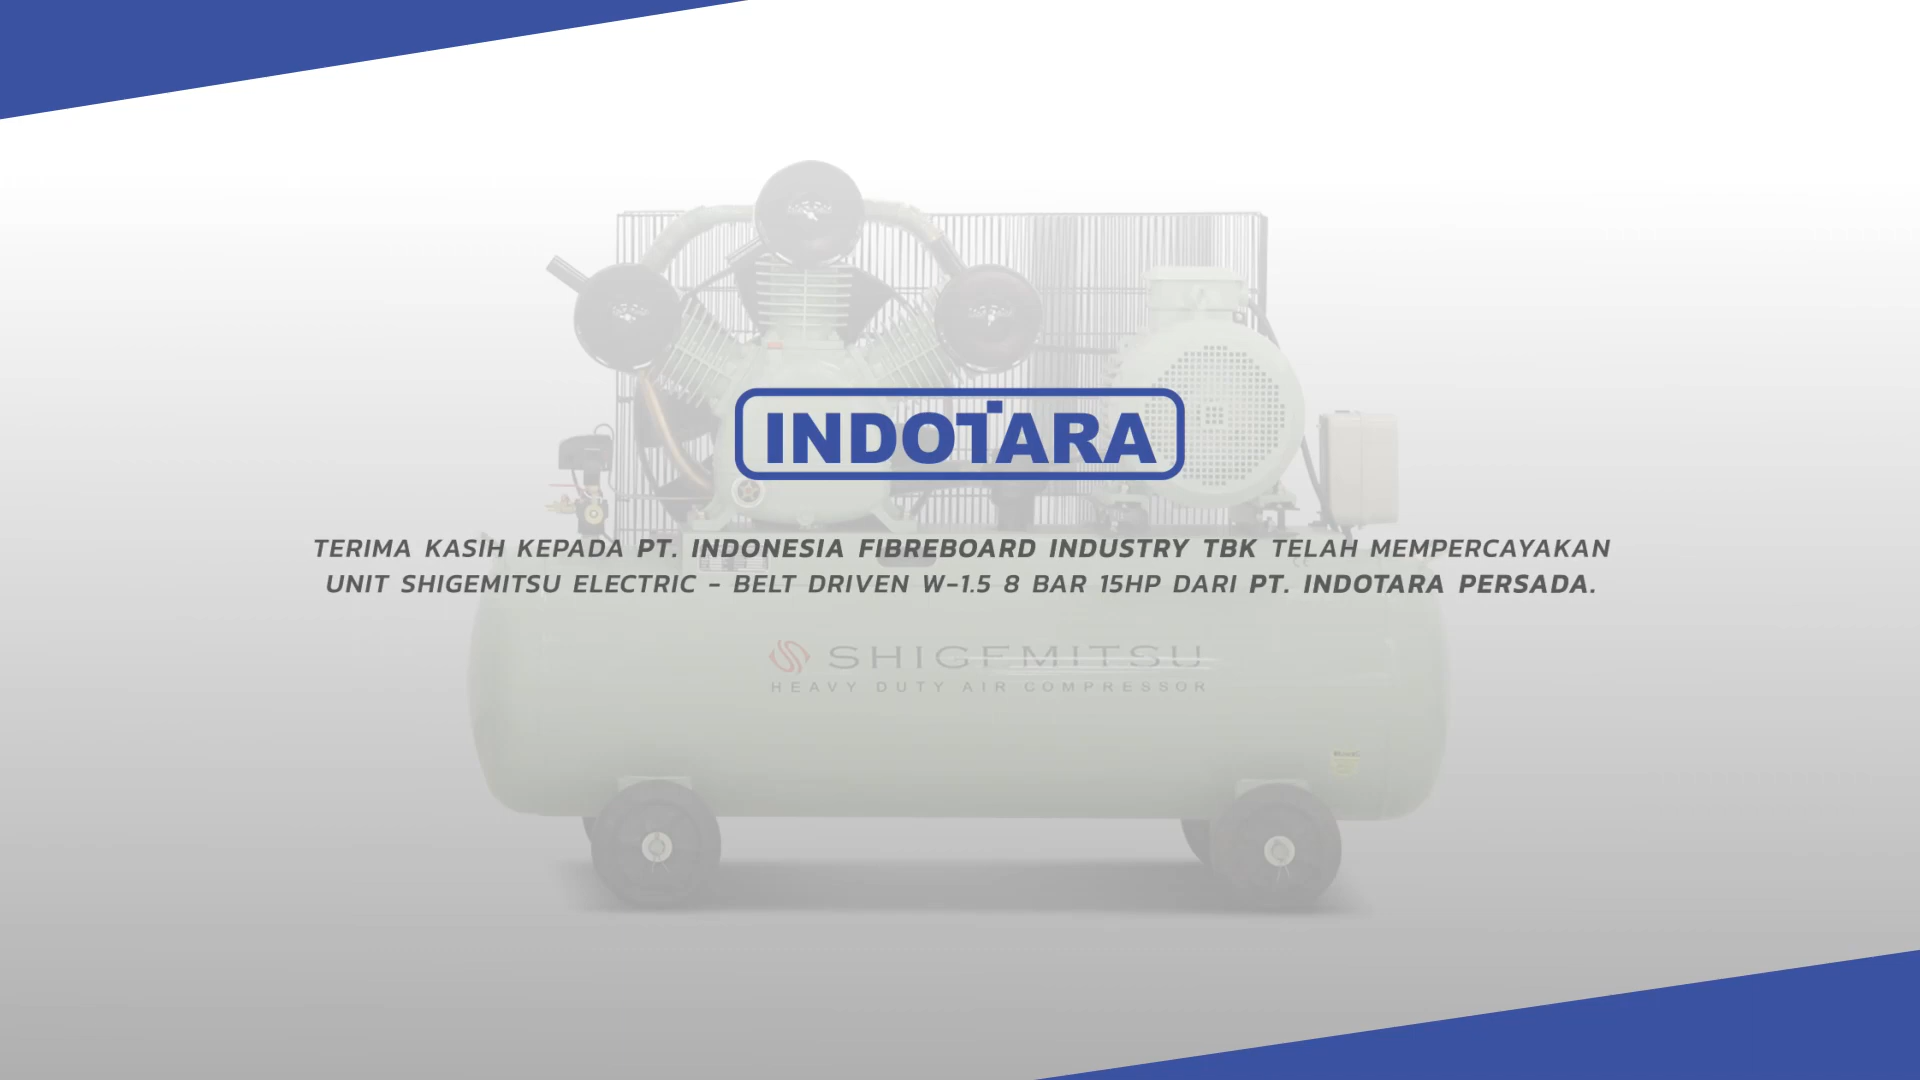 INDOTARA
TERIMA KASIH KEPADA PT. INDONESIA FIBREBOARD INDUSTRY TBK TELAH MEMPERCAYAKAN
UNIT SHIGEMITSU ELECTRIC - BELT DRIVEN W-1.5 8 BAR 15HP DARI PT. INDOTARA PERSADA.
SHIGEMITSU
HEAVY DUTY AIR COMPRESSOR